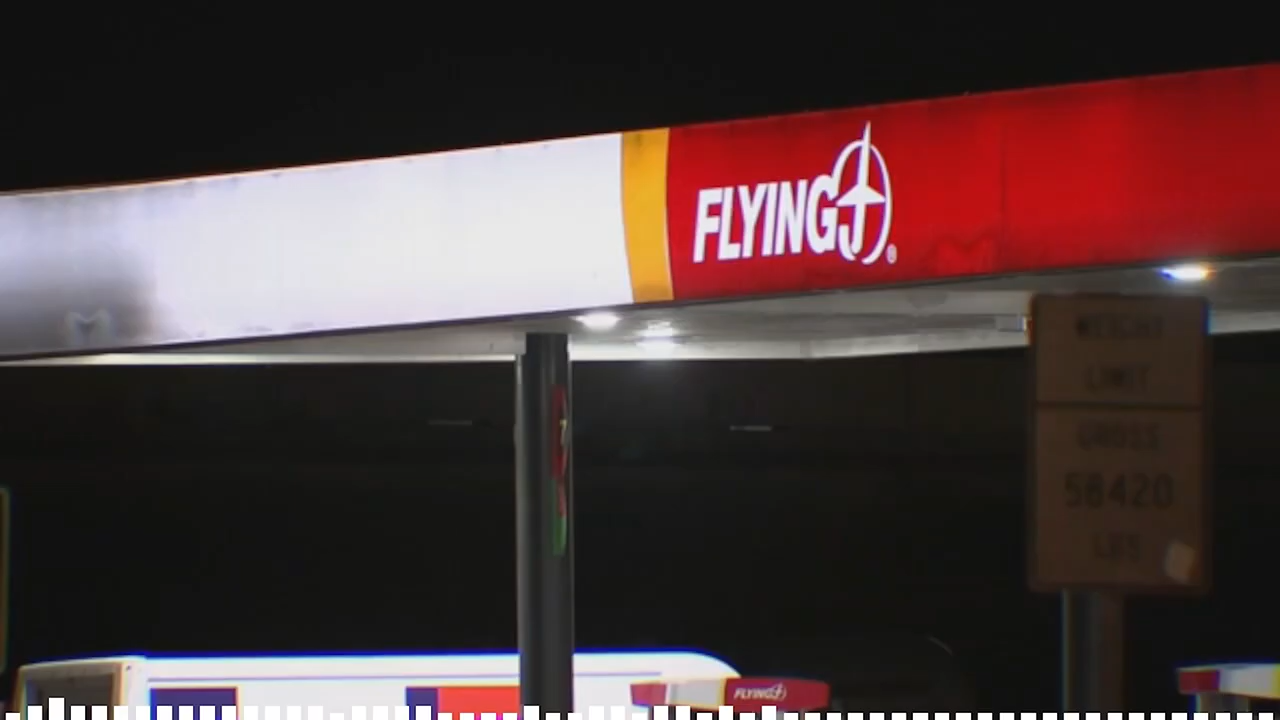 FLYING J ®
WEIGHT
LIMIT
GROSS
58420
LBS
FLYING J